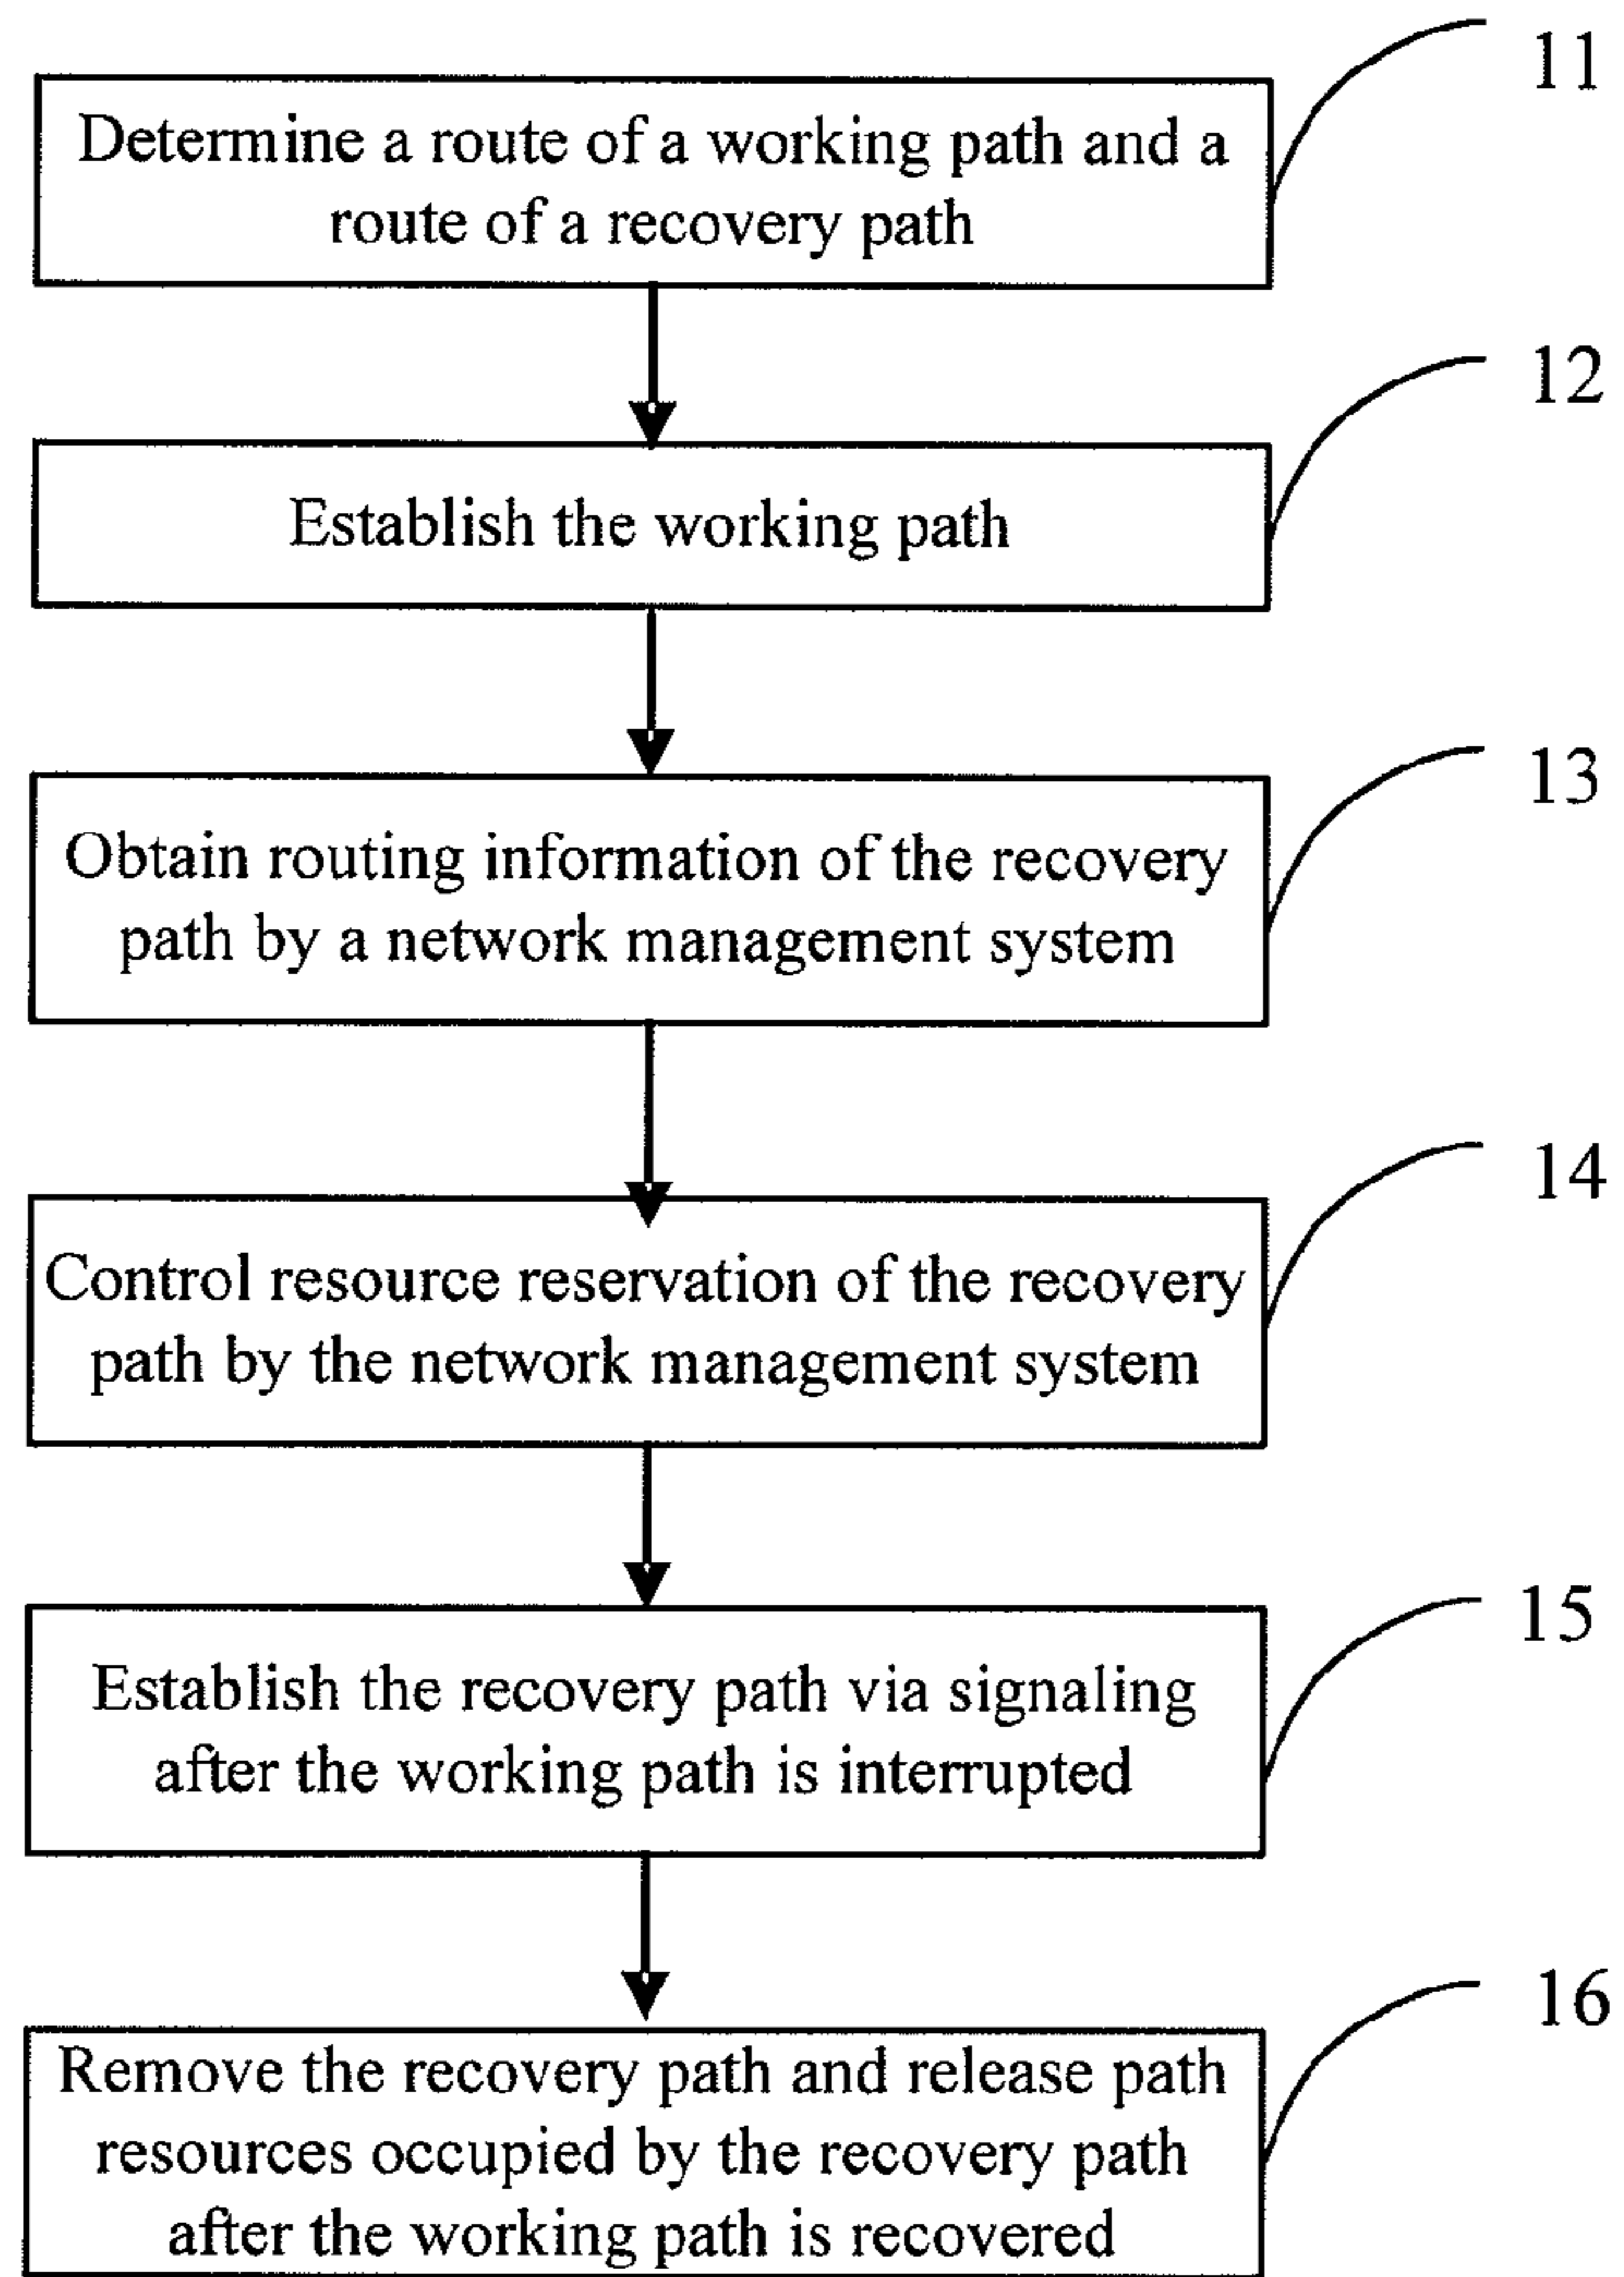 11
Determine a route of a working path and a
route of a recovery path
12
Establish the working path
13
Obtain routing information of the recovery
path by a network management system
14
Control resource reservation of the recovery
path by the network management system
15
Establish the recovery path via signaling
after the working path is interrupted
16
Remove the recovery path and release path
resources occupied by the recovery path
after the working path is recovered